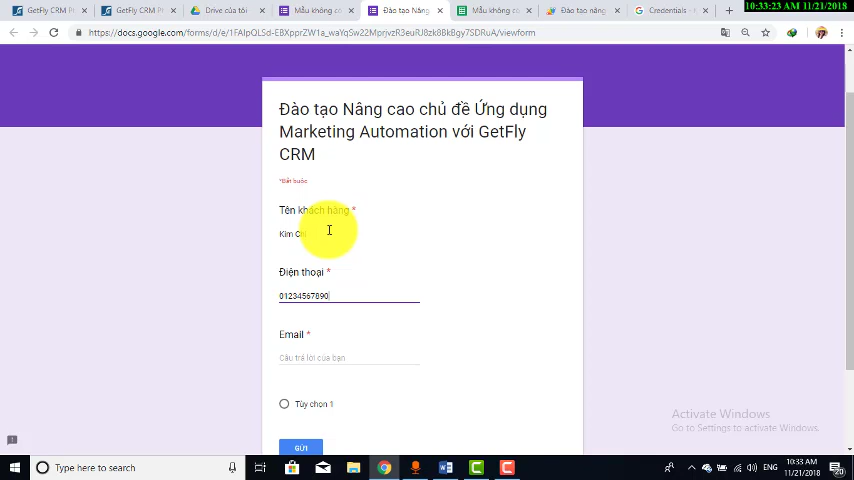 GetFly CRM P
GetFly CRM
Drive của tôi
Mẫu không có
Đào tạo Nâng
Mẫu không có
Đào tạo nâng
Credentials -
10:33:23 AM 11/21/2018
https://docs.google.com/forms/d/e/1FAIpQLSd-EBXpprZW1a_waYqSw22MprjvzR3euRJ8zk8BkBgy7SDRuA/viewform
Đào tạo Nâng cao chủ đề Ứng dụng
Marketing Automation với GetFly
CRM
*Bắt buộc
Tên khách hàng *
Kim Chi
Điện thoại *
01234567890
Email *
Câu trả lời của bạn
Tùy chọn 1
GỬI
Activate Windows
Go to Settings to activate Windows.
Type here to search
ENG
10:33 AM
11/21/2018
20